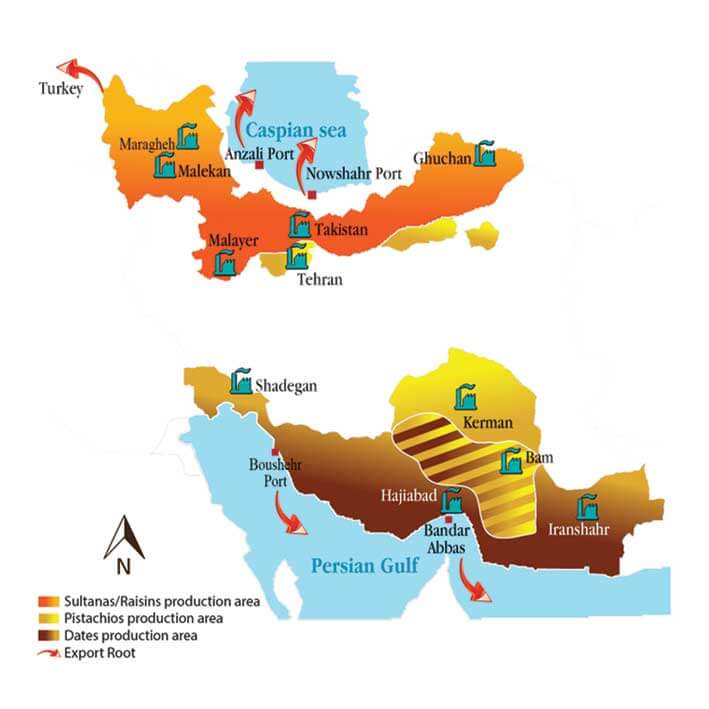 Turkey
Caspian sea
Maragheh
Malekan
Anzali Port
Nowshahr Port
Ghuchan
Malayer
Takistan
Tehran
Shadegan
Kerman
Boushehr
Port
Bam
Hajiabad
Iranshahr
Bandar
Abbas
Persian Gulf
N
Sultanas/Raisins production area
Pistachios production area
Dates production area
Export Root